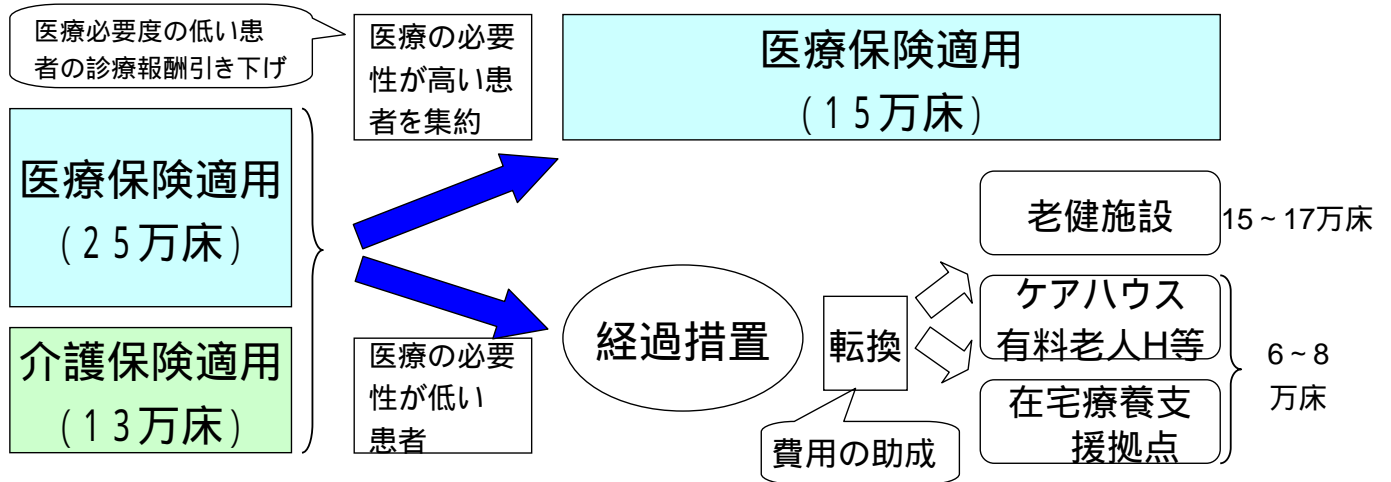 医療必要度の低い患
者の診療報酬引き下げ
医療保険適用
(25万床)
介護保険適用
(13万床)
医療の必要
性が高い患
者を集約
医療保険適用
(15万床)
医療の必要
性が低い
患者
経過措置
転換
費用の助成
老健施設
15~17万床
ケアハウス
有料老人H等
在宅療養支
援拠点
6~8
万床